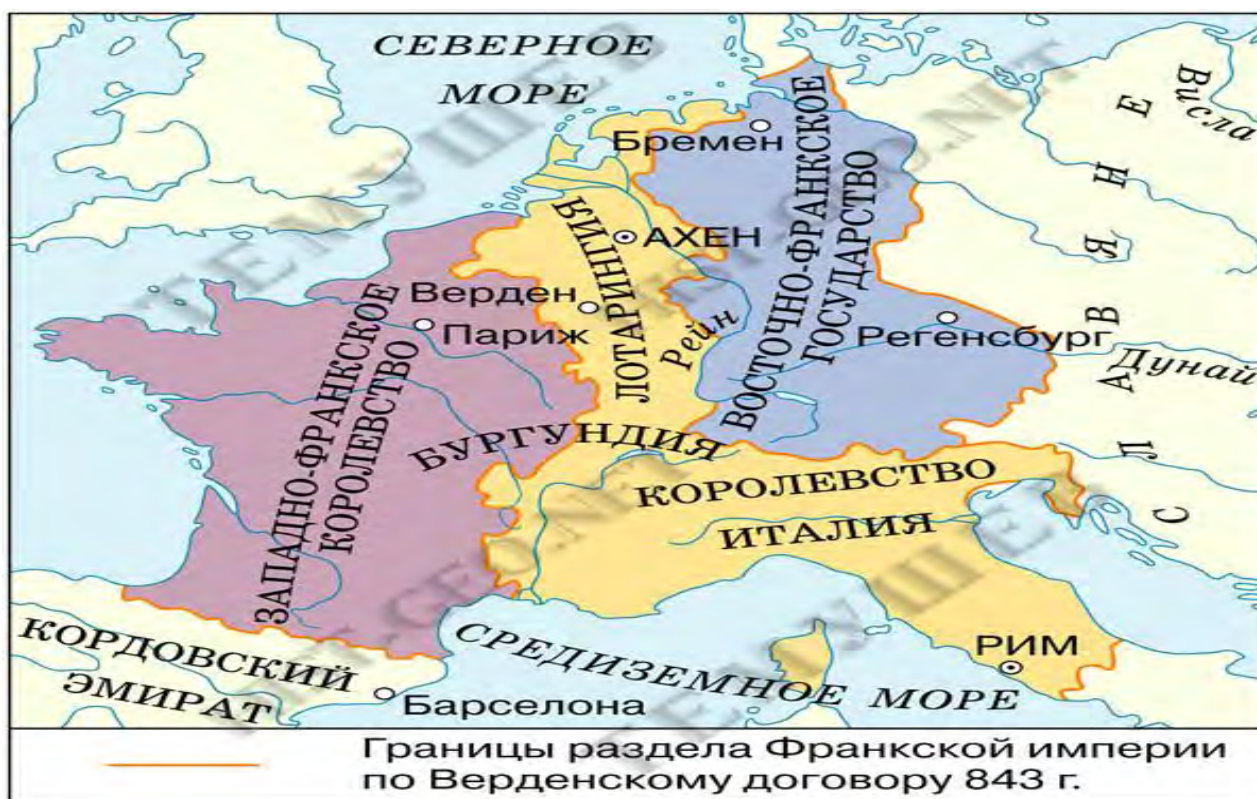 СЕВЕРНОЕ
МОРЕ
Висла
Бремен
АХЕН
ЛОТАРИНГИЯ
ВОСТОЧНО-ФРАНКСКОЕ
ГОСУДАРСТВО
СЛАВЯНЕ
Верден
Париж
Рейн
Регенсбург
Дунай
ЗАПАДНО-ФРАНКСКОЕ
КОРОЛЕВСТВО
БУРГУНДИЯ
КОРОЛЕВСТВО
ИТАЛИЯ
КОРДОВСКИЙ
ЭМИРАТ
Барселона
СРЕДИЗЕМНОЕ МОРЕ
РИМ
Границы раздела Франкской империи
по Верденскому договору 843 г.